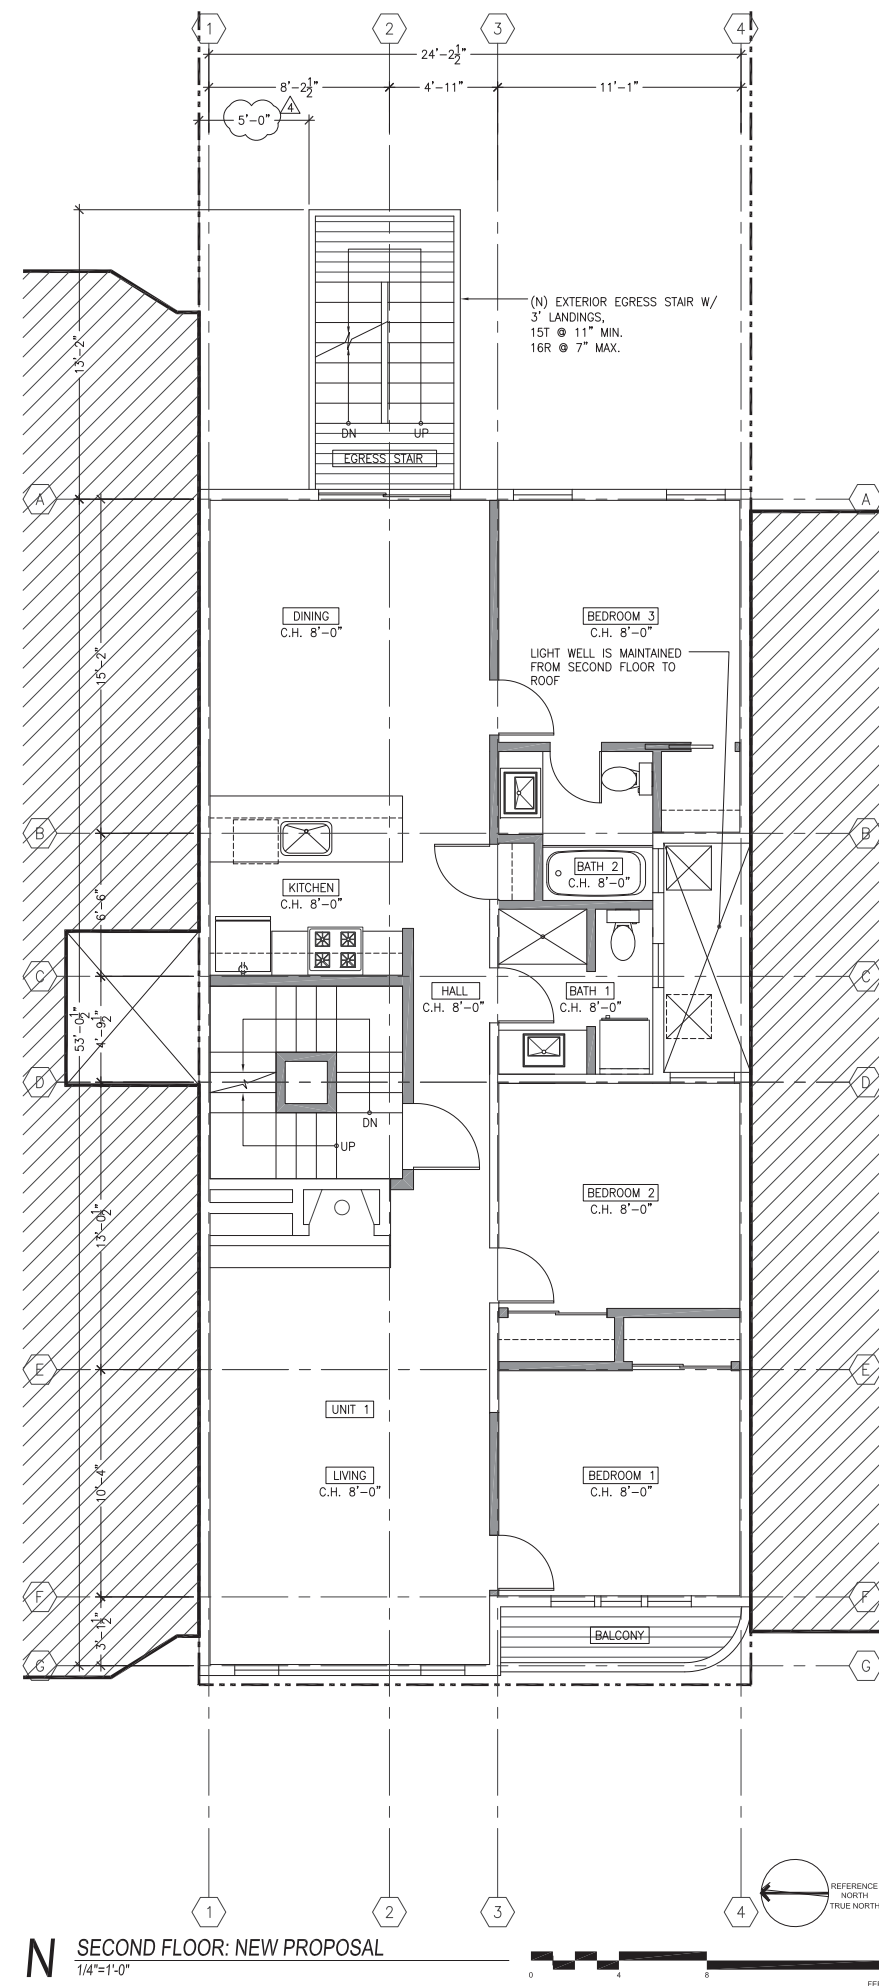 1
2
3
4
24'-2½"
8'-2½"
4'-11"
11'-1"
4
5'-0"
(N) EXTERIOR EGRESS STAIR W/
3' LANDINGS,
15T @ 11" MIN.
16R @ 7" MAX.
13'-2"
DN
UP
EGRESS STAIR
A
A
DINING
C.H. 8'-0"
BEDROOM 3
C.H. 8'-0"
LIGHT WELL IS MAINTAINED
FROM SECOND FLOOR TO
ROOF
15'-2"
B
B
KITCHEN
C.H. 8'-0"
BATH 2
C.H. 8'-0"
6'-6"
C
C
HALL
C.H. 8'-0"
BATH 1
C.H. 8'-0"
53'-0½"
4'-9½"
D
D
DN
UP
BEDROOM 2
C.H. 8'-0"
13'-0½"
E
E
UNIT 1
LIVING
C.H. 8'-0"
BEDROOM 1
C.H. 8'-0"
10'-4"
F
F
3'-1½"
BALCONY
G
G
1
2
3
4
REFERENCE
NORTH
TRUE NORTH
N
SECOND FLOOR: NEW PROPOSAL
1/4"=1'-0"
0
4
8